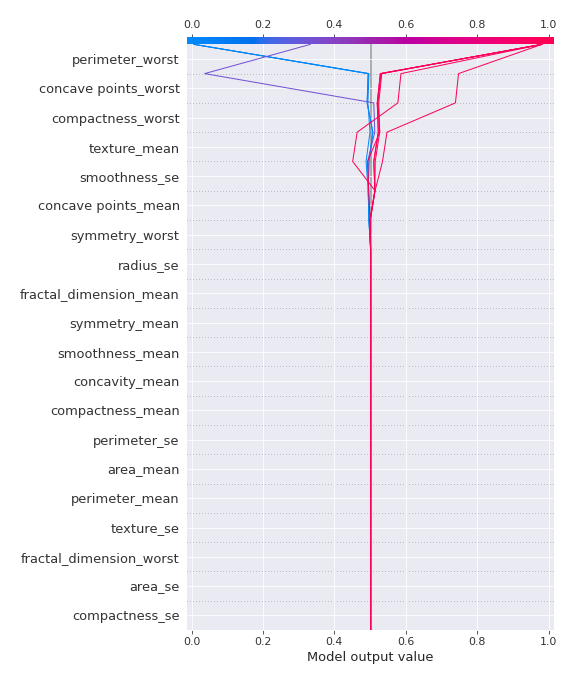 0.0 0.2 0.4 0.6 0.8 1.0
perimeter_worst
concave points_worst
compactness_worst
texture_mean
smoothness_se
concave points_mean
symmetry_worst
radius_se
fractal_dimension_mean
symmetry_mean
smoothness_mean
concavity_mean
compactness_mean
perimeter_se
area_mean
perimeter_mean
texture_se
fractal_dimension_worst
area_se
compactness_se
0.0 0.2 0.4 0.6 0.8 1.0
Model output value